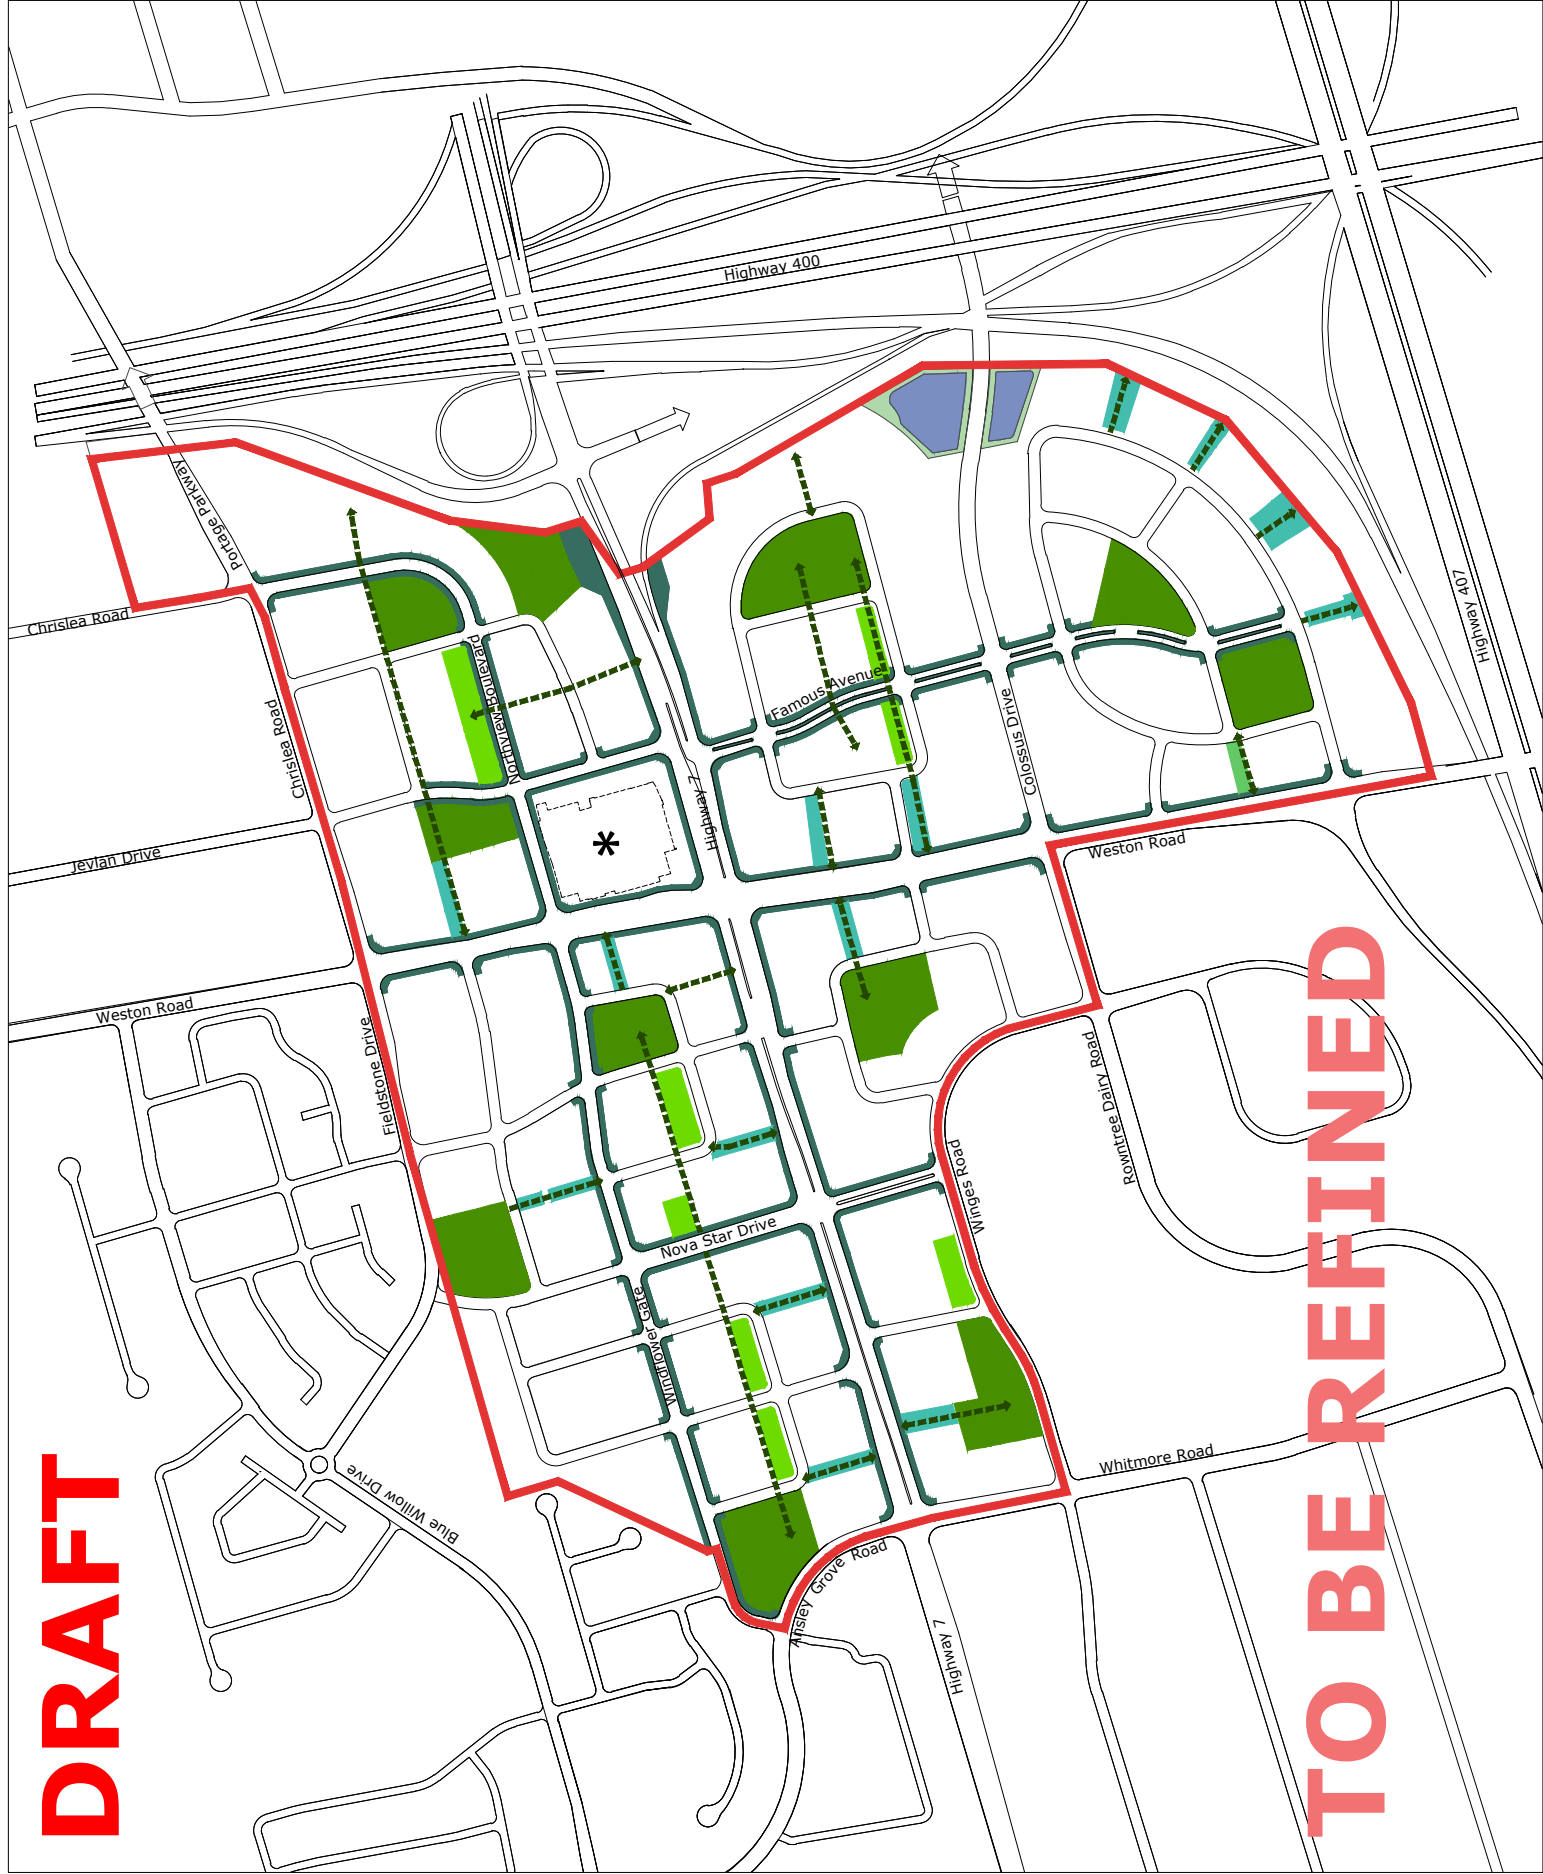 Highway 400
Portage Parkway
Chrislea Road
Highway 407
Northview Boulevard
Famous Avenue
Chrislea Road
Colossus Drive
Highway 7
*
Jevlan Drive
Weston Road
Weston Road
Fieldstone Drive
Rowntree Dairy Road
Winges Road
Nova Star Drive
Windflower Gate
Whitmore Road
Blue Willow Drive
Ansley Grove Road
Highway 7
DRAFT
TO BE REFINED